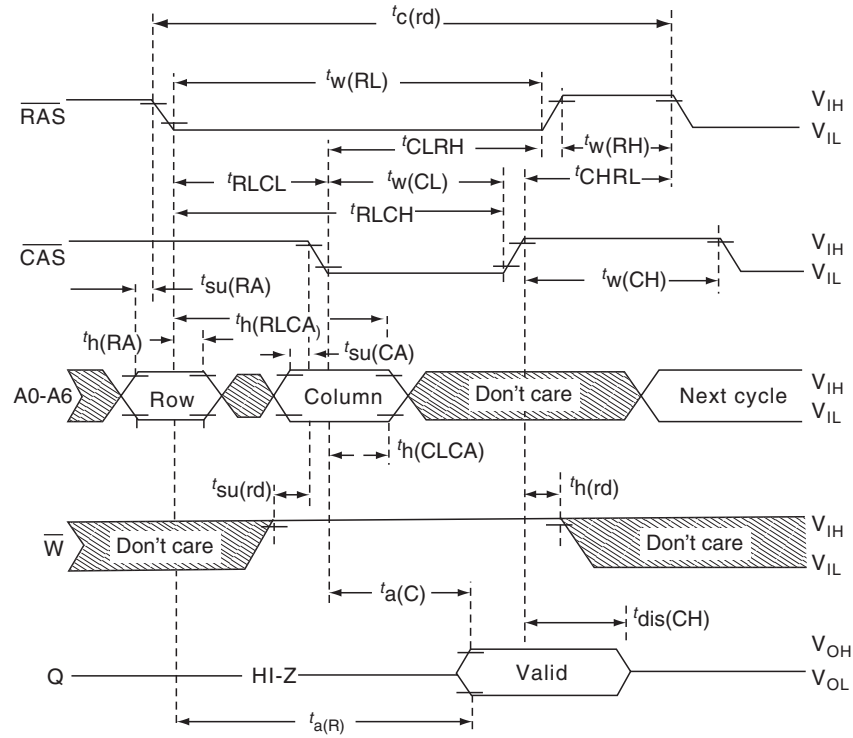 tc(rd)
tw(RL)
RAS
VIH
VIL
tCLRH
tw(RH)
tRLCL
tw(CL)
tCHRL
tRLCH
CAS
VIH
VIL
tsu(RA)
tw(CH)
th(RLCA)
th(RA)
tsu(CA)
A0-A6
Row
Column
Don't care
Next cycle
VIH
VIL
th(CLCA)
tsu(rd)
th(rd)
W
Don't care
Don't care
VIH
VIL
ta(C)
tdis(CH)
Q
HI-Z
Valid
VOH
VOL
ta(R)